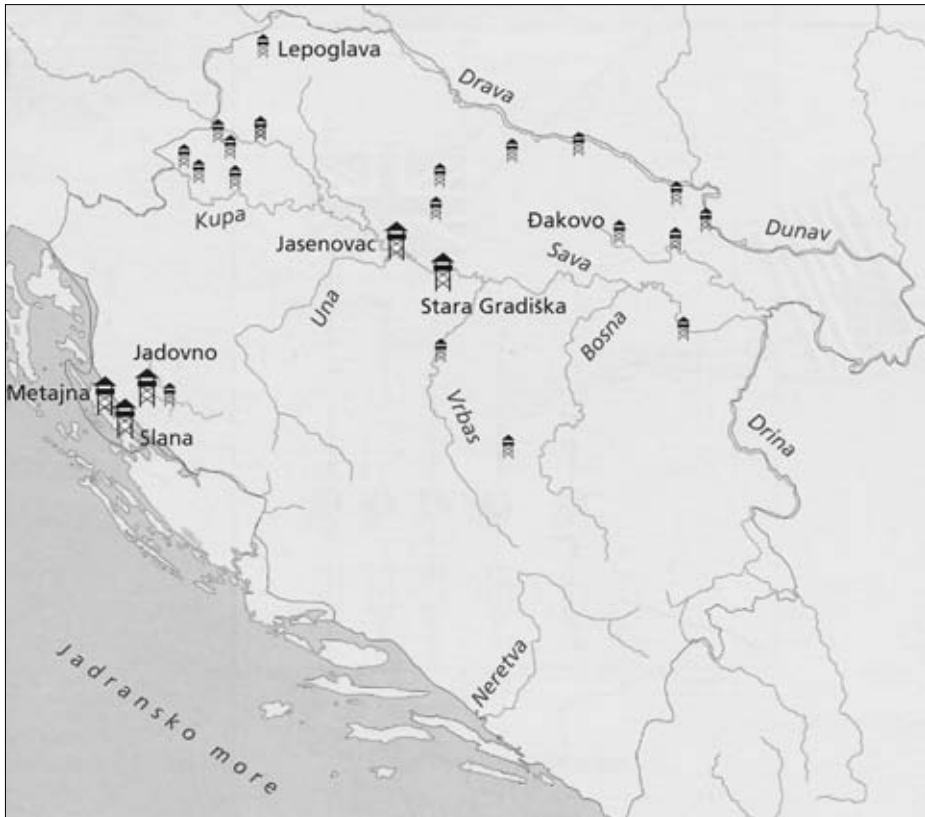 Lepoglava
Drava
Kupa
Jasenovac
Đakovo
Dunav
Sava
Una
Stara Gradiška
Bosna
Jadovno
Metajna
Vrbas
Slana
Drina
Neretva
Jadransko more